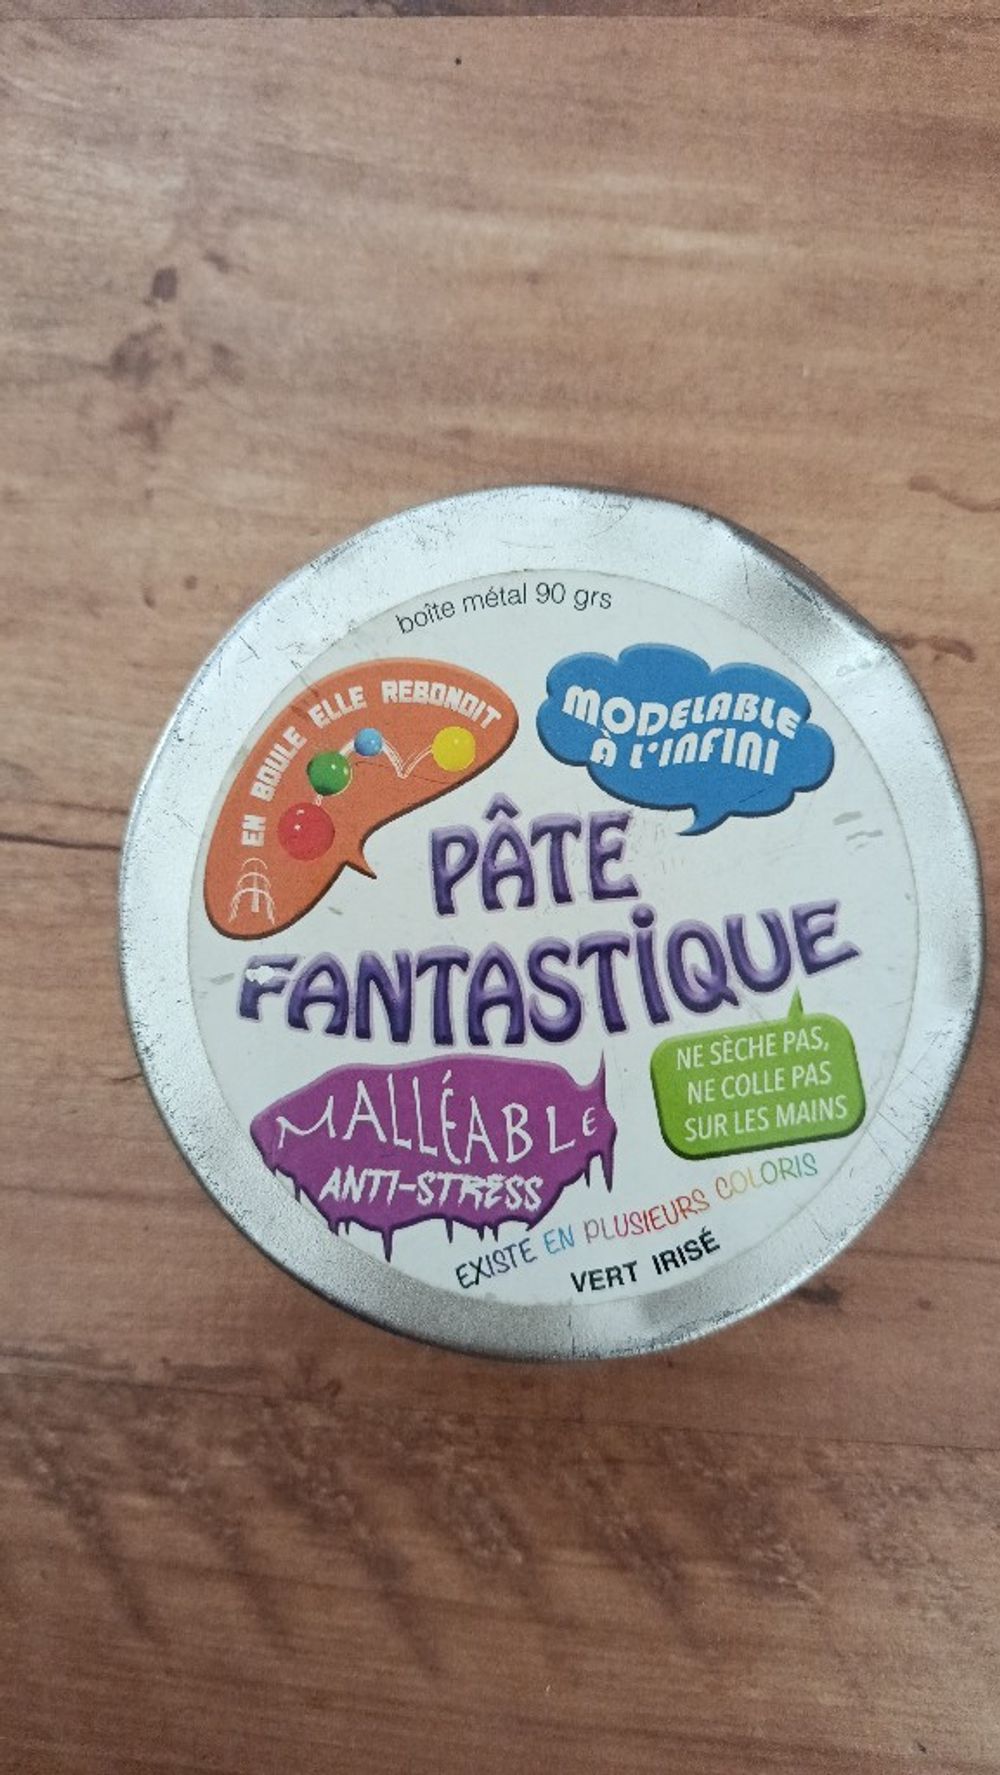 boîte métal 90 grs
EN BOULE ELLE REBONDIT
MODELABLE
À L'INFINI
PÂTE
FANTASTIQUE
MALLÉABLE
ANTI-STRESS
NE SÈCHE PAS,
NE COLLE PAS
SUR LES MAINS
EXISTE EN PLUSIEURS COLORIS
VERT IRISÉ